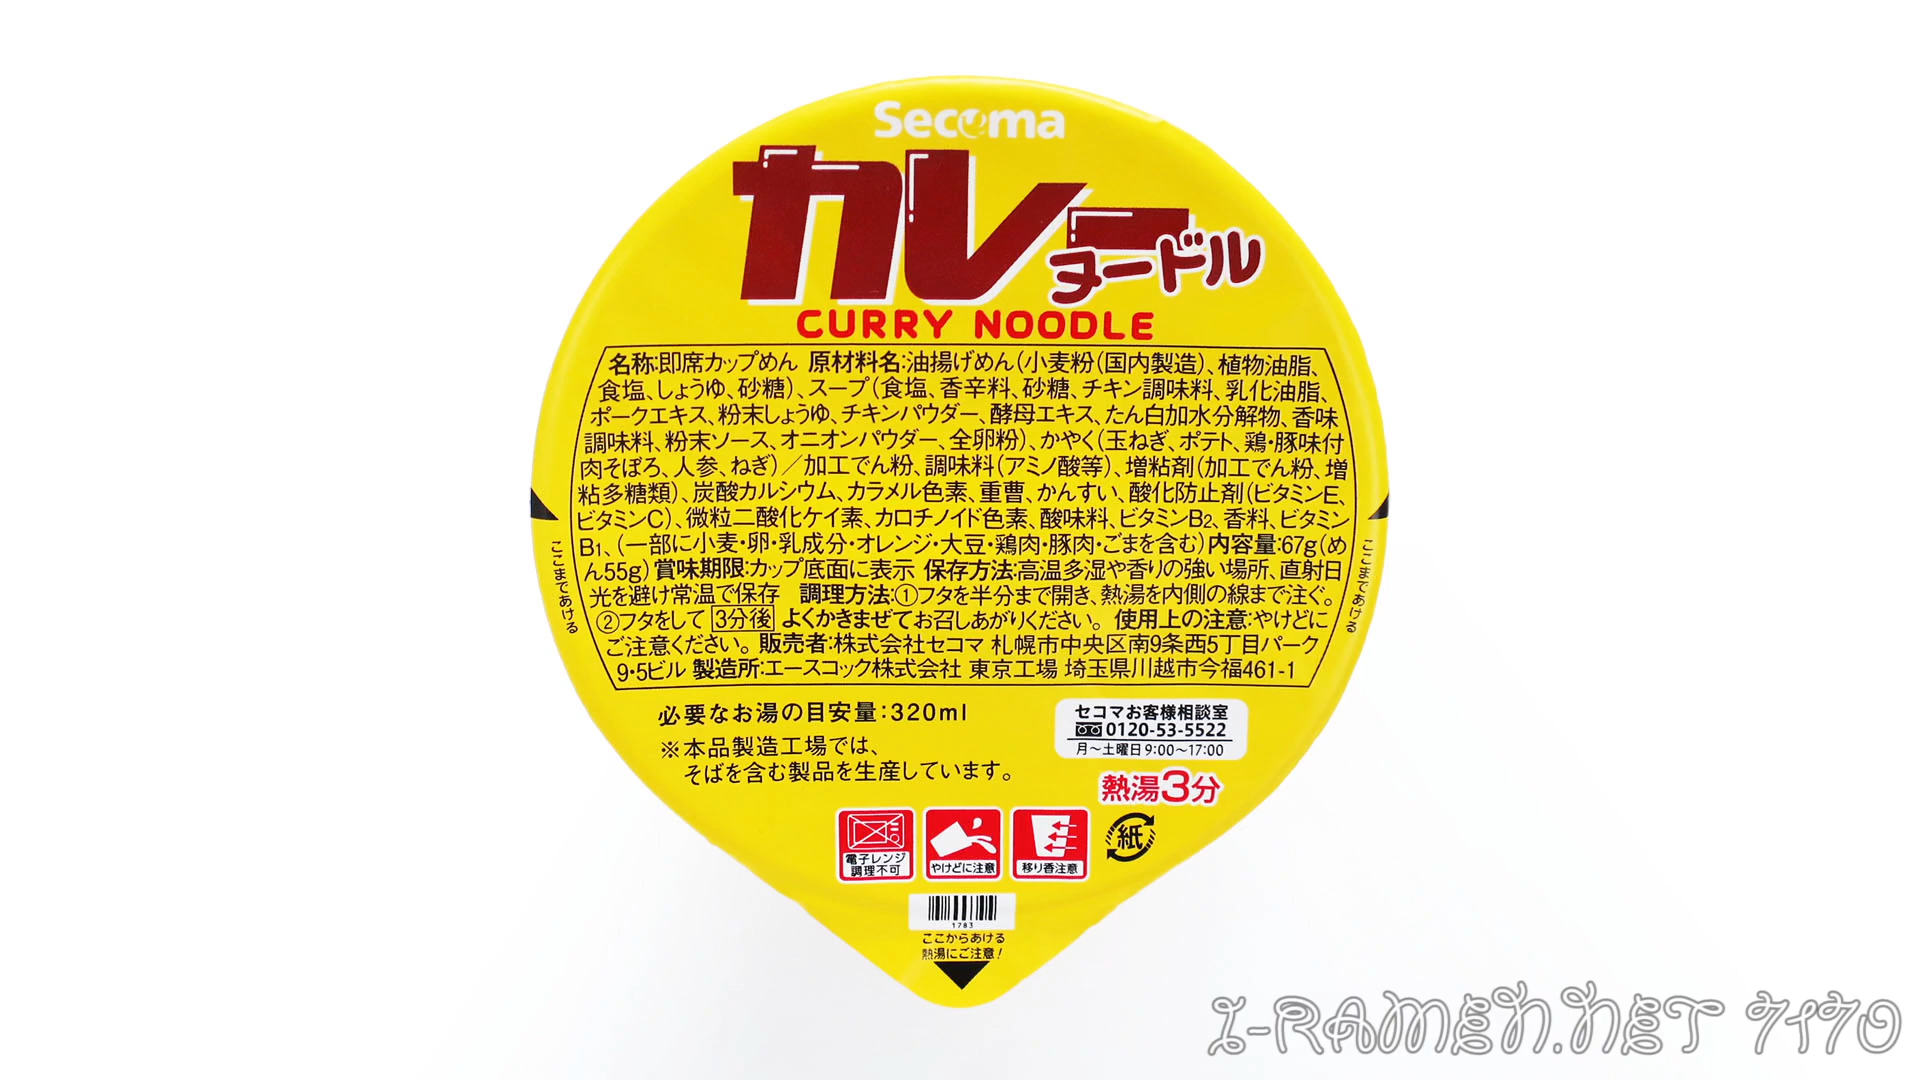 Secoma
カレーヌードル
CURRY NOODLE
名称:即席カップめん 原材料名:油揚げめん(小麦粉(国内製造)、植物油脂、
食塩、しょうゆ、砂糖)、スープ(食塩、香辛料、砂糖、チキン調味料、乳化油脂、
ポークエキス、粉末しょうゆ、チキンパウダー、酵母エキス、たん白加水分解物、香味
調味料、粉末ソース、オニオンパウダー、全卵粉)、かやく(玉ねぎ、ポテト、鶏・豚味付
肉そぼろ、人参、ねぎ)／加工でん粉、調味料(アミノ酸等)、増粘剤(加工でん粉、増
粘多糖類)、炭酸カルシウム、カラメル色素、重曹、かんすい、酸化防止剤(ビタミンE、
ビタミンC)、微粒二酸化ケイ素、カロチノイド色素、酸味料、ビタミンB2、香料、ビタミン
B1、(一部に小麦・卵・乳成分・オレンジ・大豆・鶏肉・豚肉・ごまを含む)内容量:67g(め
ん55g)賞味期限:カップ底面に表示 保存方法:高温多湿や香りの強い場所、直射日
光を避け常温で保存 調理方法:①フタを半分まで開き、熱湯を内側の線まで注ぐ。
②フタをして 3分後 よくかきまぜてお召しあがりください。 使用上の注意:やけどに
ご注意ください。販売者:株式会社セコマ 札幌市中央区南9条西5丁目パーク
9・5ビル 製造所:エースコック株式会社 東京工場 埼玉県川越市今福461-1
ここまであける
ここまであける
必要なお湯の目安量:320ml
※本品製造工場では、
そばを含む製品を生産しています。
セコマお客様相談室
0120-53-5522
月～土曜日9:00～17:00
熱湯3分
電子レンジ
調理不可
やけどに注意
移り香注意
紙
1783
ここからあける
熱湯にご注意!
I-RAMEN.NET 7170